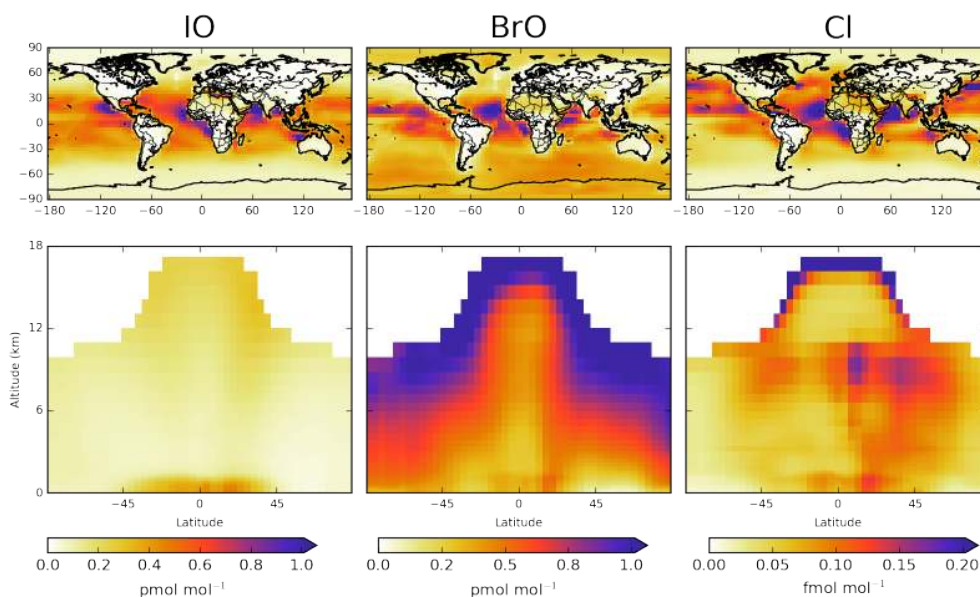 IO BrO Cl
90
60
30
0
−30
−60
−90
−180 −120 −60 0 60 120 −180 −120 −60 0 60 120 −180 −120 −60 0 60 120
18
12
6
0
Altitude (km)
−45 0 45 −45 0 45 −45 0 45
Latitude Latitude Latitude
0.0 0.2 0.4 0.6 0.8 1.0 0.0 0.2 0.4 0.6 0.8 1.0 0.00 0.05 0.10 0.15 0.20
pmol mol⁻¹ pmol mol⁻¹ fmol mol⁻¹